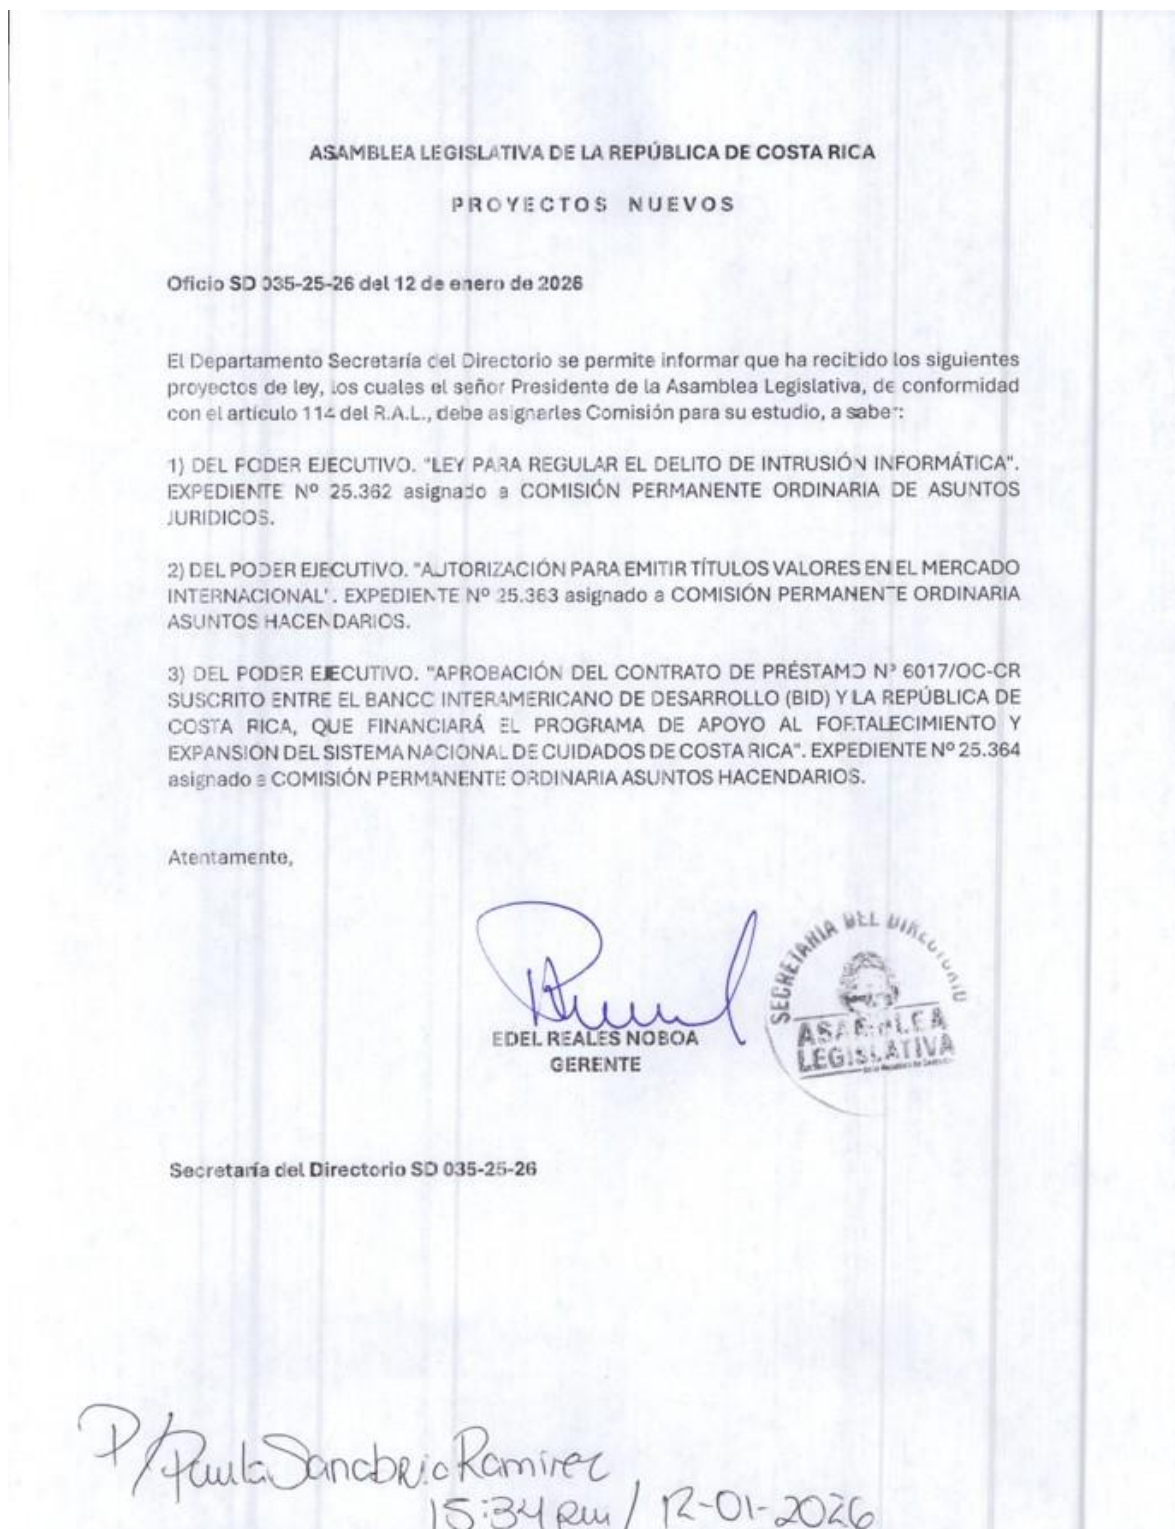 ASAMBLEA LEGISLATIVA DE LA REPÚBLICA DE COSTA RICA
PROYECTOS NUEVOS
Oficio SD 035-25-26 del 12 de enero de 2026
El Departamento Secretaría del Directorio se permite informar que ha recibido los siguientes
proyectos de ley, los cuales el señor Presidente de la Asamblea Legislativa, de conformidad
con el artículo 114 del R.A.L., debe asignarles Comisión para su estudio, a saber:
1) DEL PODER EJECUTIVO. "LEY PARA REGULAR EL DELITO DE INTRUSIÓN INFORMÁTICA".
EXPEDIENTE Nº 25.362 asignado a COMISIÓN PERMANENTE ORDINARIA DE ASUNTOS
JURIDICOS.
2) DEL PODER EJECUTIVO. "AUTORIZACIÓN PARA EMITIR TÍTULOS VALORES EN EL MERCADO
INTERNACIONAL". EXPEDIENTE Nº 25.363 asignado a COMISIÓN PERMANENTE ORDINARIA
ASUNTOS HACENDARIOS.
3) DEL PODER EJECUTIVO. "APROBACIÓN DEL CONTRATO DE PRÉSTAMO Nº 6017/OC-CR
SUSCRITO ENTRE EL BANCO INTERAMERICANO DE DESARROLLO (BID) Y LA REPÚBLICA DE
COSTA RICA, QUE FINANCIARÁ EL PROGRAMA DE APOYO AL FORTALECIMIENTO Y
EXPANSIÓN DEL SISTEMA NACIONAL DE CUIDADOS DE COSTA RICA". EXPEDIENTE Nº 25.364
asignado a COMISIÓN PERMANENTE ORDINARIA ASUNTOS HACENDARIOS.
Atentamente,
EDEL REALES NOBOA
GERENTE
SECRETARIA DEL DIRECTORIO
ASAMBLEA
LEGISLATIVA
Secretaría del Directorio SD 035-25-26
P/ Paula Sanabria Ramírez
15:34 pm / 12-01-2026